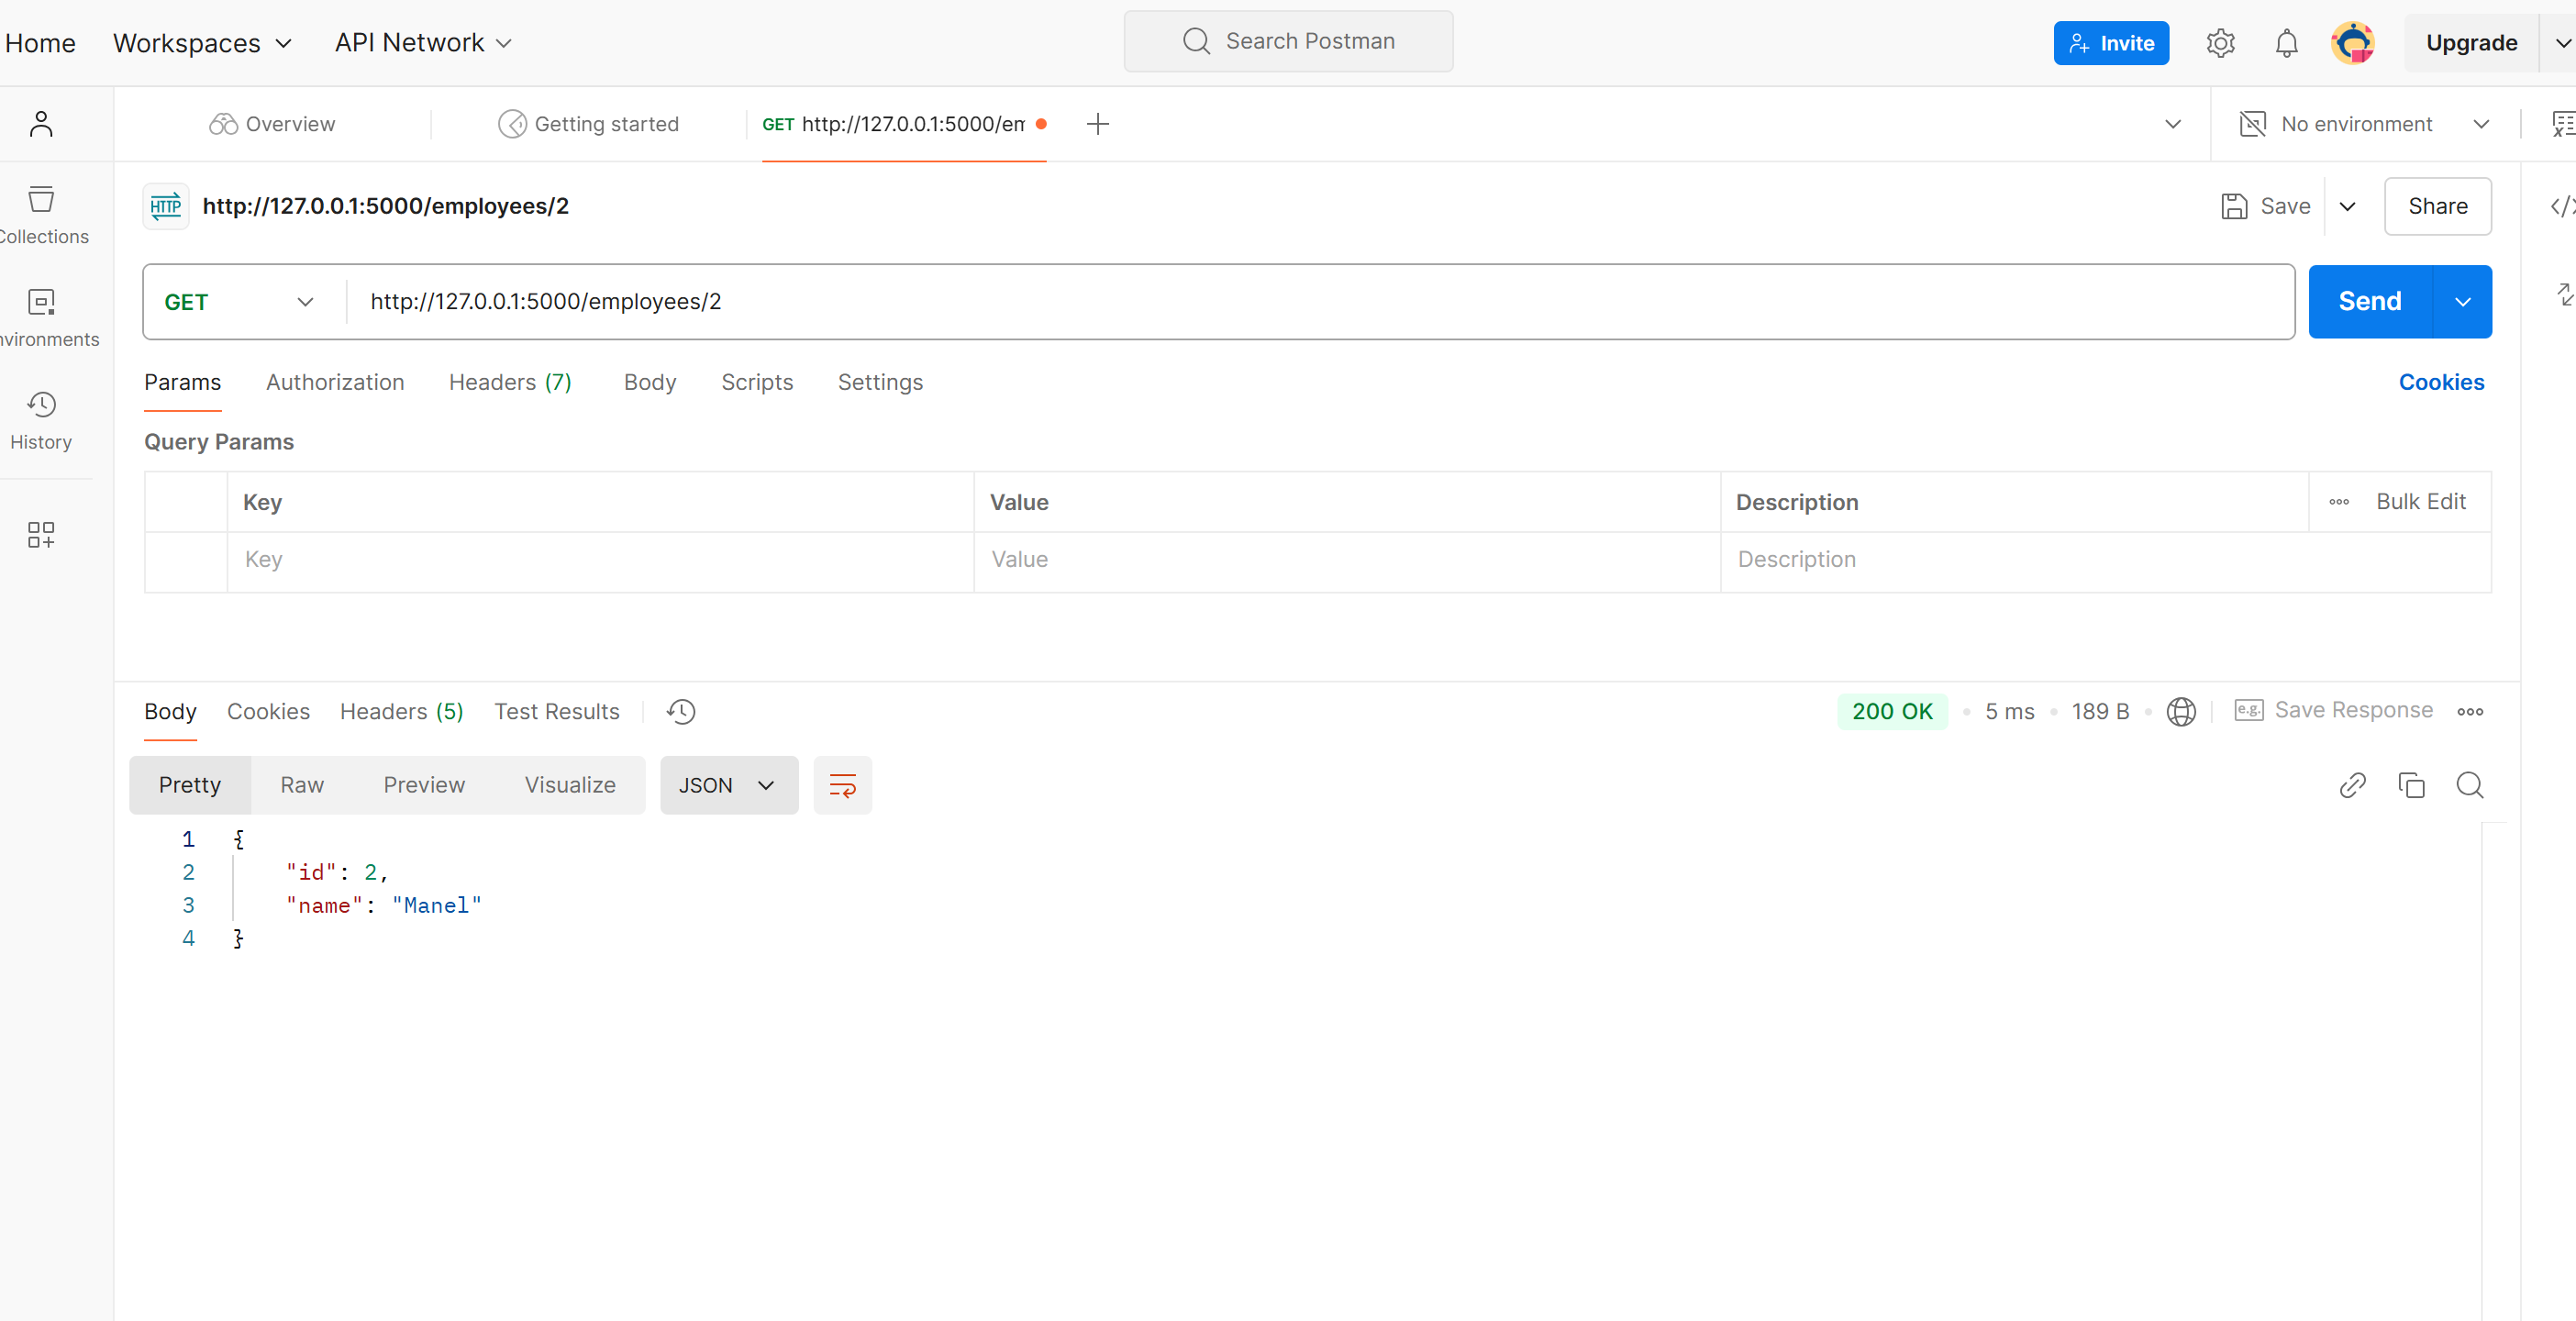 Home Workspaces API Network Search Postman Invite Upgrade
Overview Getting started GET http://127.0.0.1:5000/em No environment
HTTP http://127.0.0.1:5000/employees/2 Save Share
Collections
GET http://127.0.0.1:5000/employees/2 Send
nvironments
Params Authorization Headers (7) Body Scripts Settings Cookies
History
Query Params
Key Value Description Bulk Edit
Key Value Description
Body Cookies Headers (5) Test Results 200 OK 5 ms 189 B e.g. Save Response
Pretty Raw Preview Visualize JSON
1 {
2 "id": 2,
3 "name": "Manel"
4 }